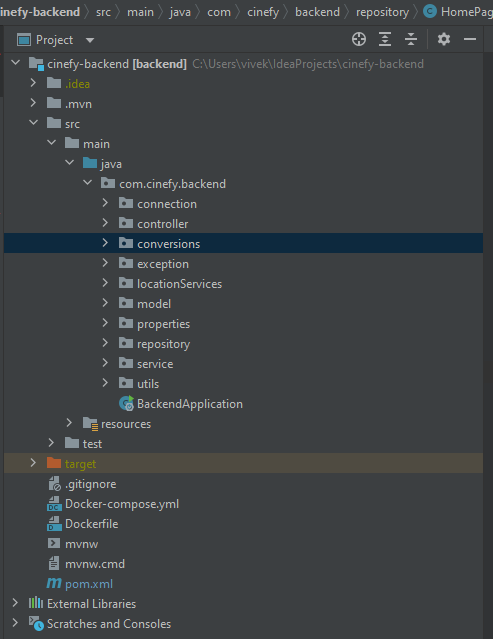 inefy-backend › src › main › java › com › cinefy › backend › repository › C HomePag
Project
cinefy-backend [backend] C:\Users\vivek\IdeaProjects\cinefy-backend
.idea
.mvn
src
main
java
com.cinefy.backend
connection
controller
conversions
exception
locationServices
model
properties
repository
service
utils
BackendApplication
resources
test
target
.gitignore
Docker-compose.yml
Dockerfile
mvnw
mvnw.cmd
m pom.xml
External Libraries
Scratches and Consoles